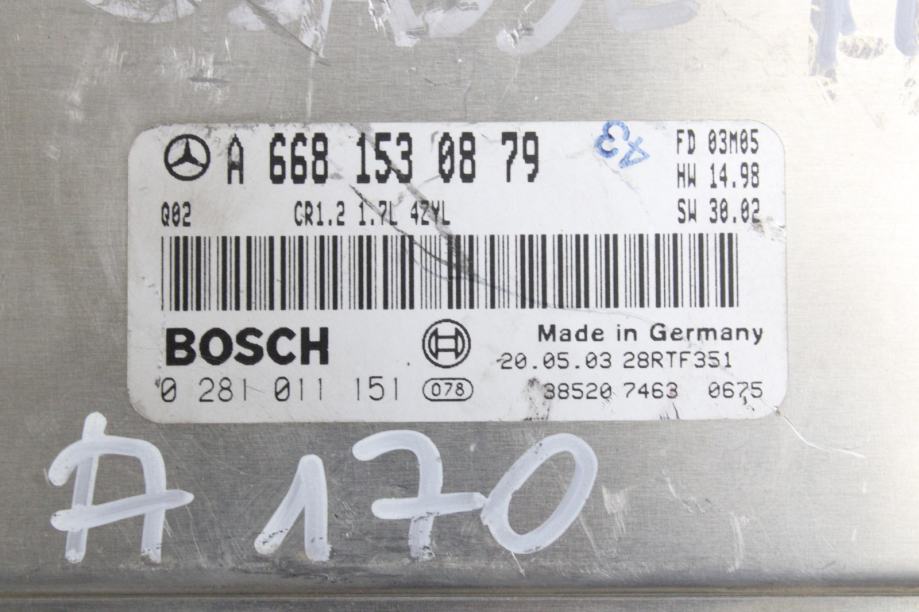 A 668 153 08 79
43
FD 03M05
HW 14.98
Q02 CR1.2 1.7L 4ZYL SW 30.02
BOSCH
Made in Germany
20.05.03 28RTF351
0 281 011 151 078 38520 7463 0675
A 170